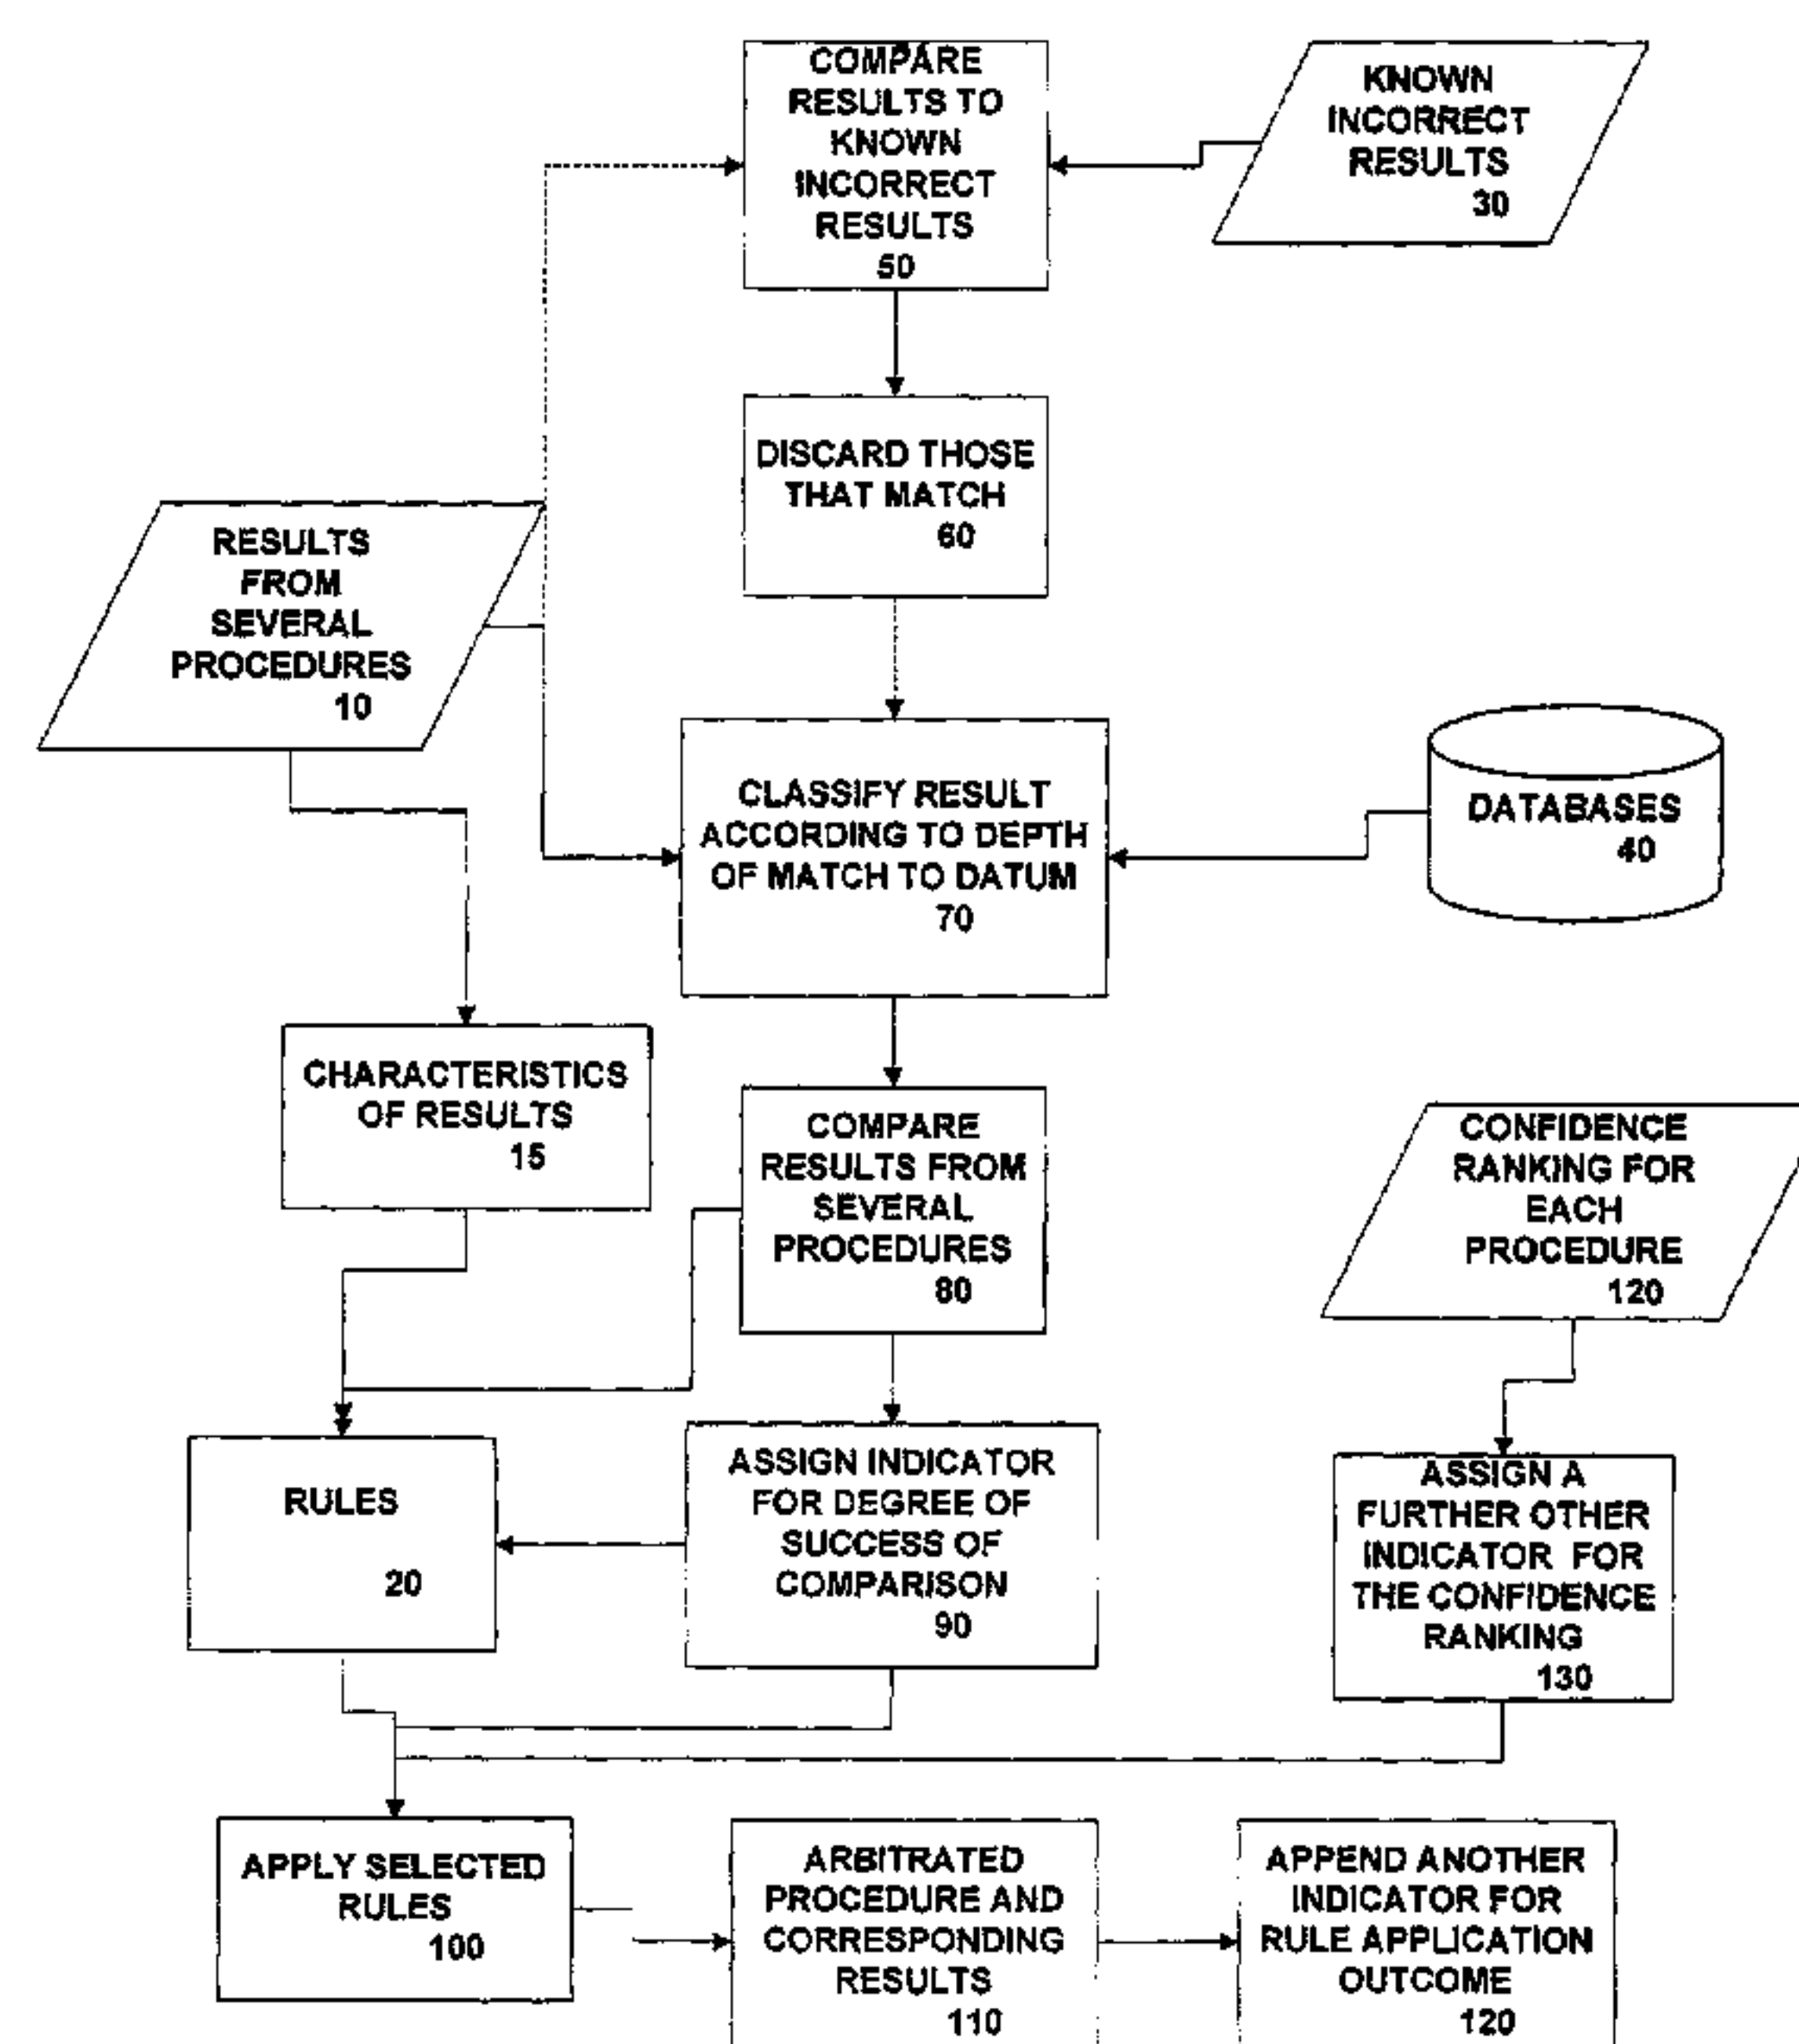 COMPARE
RESULTS TO
KNOWN
INCORRECT
RESULTS
50
KNOWN
INCORRECT
RESULTS
30
DISCARD THOSE
THAT MATCH
60
RESULTS
FROM
SEVERAL
PROCEDURES
10
CLASSIFY RESULT
ACCORDING TO DEPTH
OF MATCH TO DATUM
70
DATABASES
40
CHARACTERISTICS
OF RESULTS
15
COMPARE
RESULTS FROM
SEVERAL
PROCEDURES
80
CONFIDENCE
RANKING FOR
EACH
PROCEDURE
120
RULES
20
ASSIGN INDICATOR
FOR DEGREE OF
SUCCESS OF
COMPARISON
90
ASSIGN A
FURTHER OTHER
INDICATOR FOR
THE CONFIDENCE
RANKING
130
APPLY SELECTED
RULES
100
ARBITRATED
PROCEDURE AND
CORRESPONDING
RESULTS
110
APPEND ANOTHER
INDICATOR FOR
RULE APPLICATION
OUTCOME
120